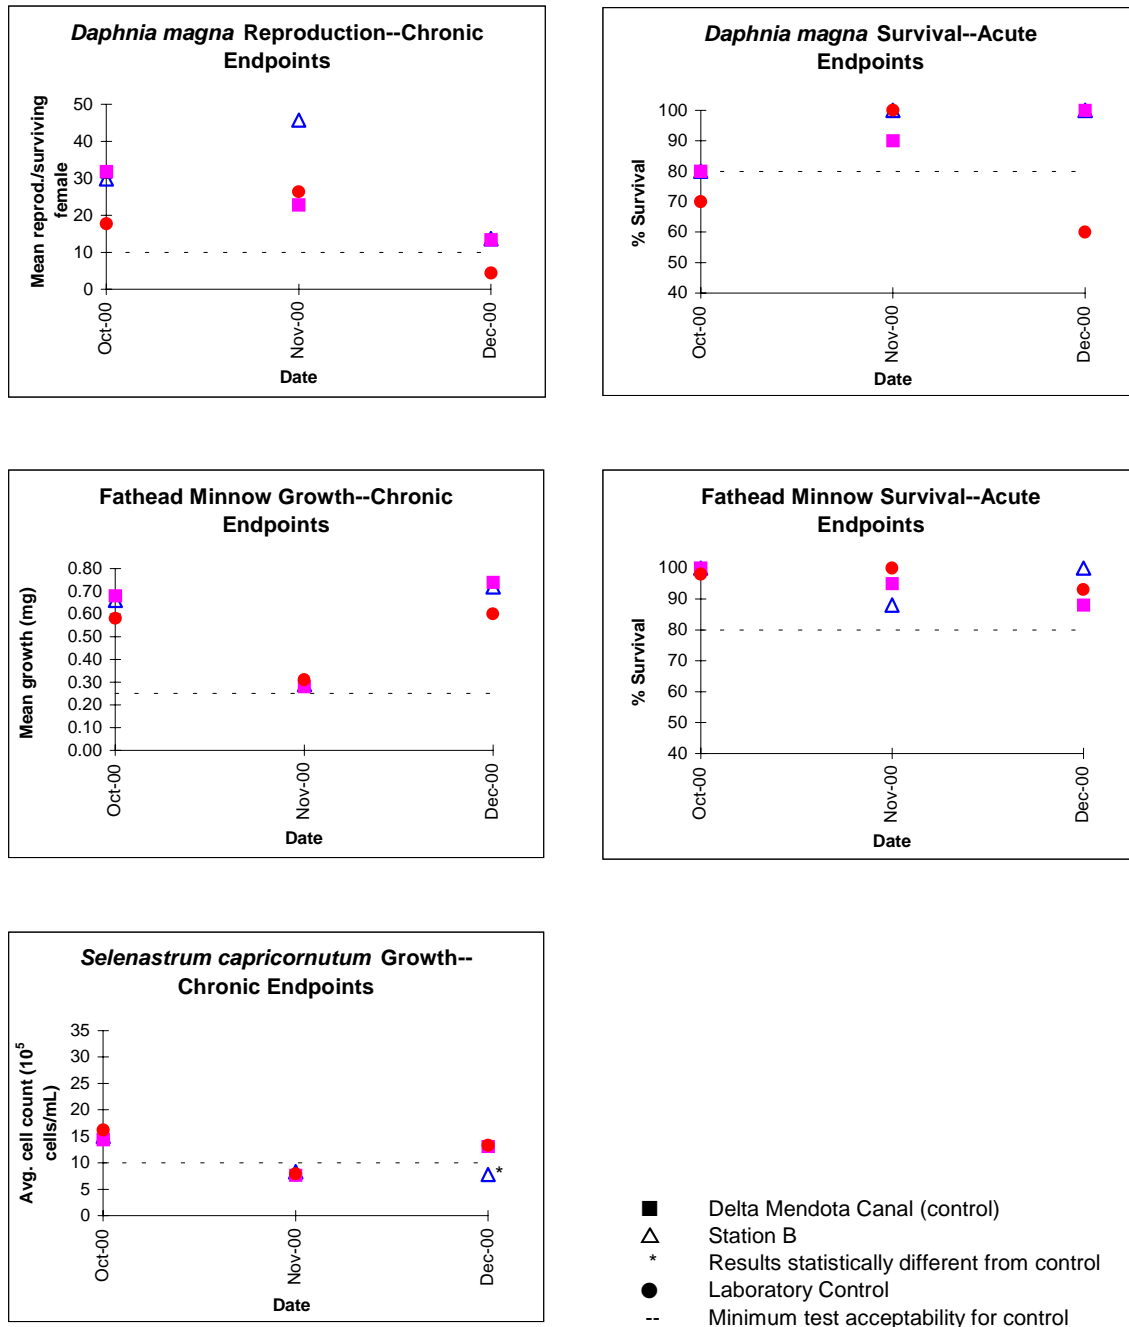 Daphnia magna Reproduction--Chronic
Endpoints
Mean reprod./surviving
female
50
40
30
20
10
0
Oct-00
Nov-00
Dec-00
Date
Daphnia magna Survival--Acute
Endpoints
% Survival
100
90
80
70
60
50
40
Oct-00
Nov-00
Dec-00
Date
Fathead Minnow Growth--Chronic
Endpoints
Mean growth (mg)
0.80
0.70
0.60
0.50
0.40
0.30
0.20
0.10
0.00
Oct-00
Nov-00
Dec-00
Date
Fathead Minnow Survival--Acute
Endpoints
% Survival
100
90
80
70
60
50
40
Oct-00
Nov-00
Dec-00
Date
Selenastrum capricornutum Growth--
Chronic Endpoints
Avg. cell count (10⁵
cells/mL)
35
30
25
20
15
10
5
0
*
Oct-00
Nov-00
Dec-00
Date
Delta Mendota Canal (control)
Station B
* Results statistically different from control
Laboratory Control
-- Minimum test acceptability for control